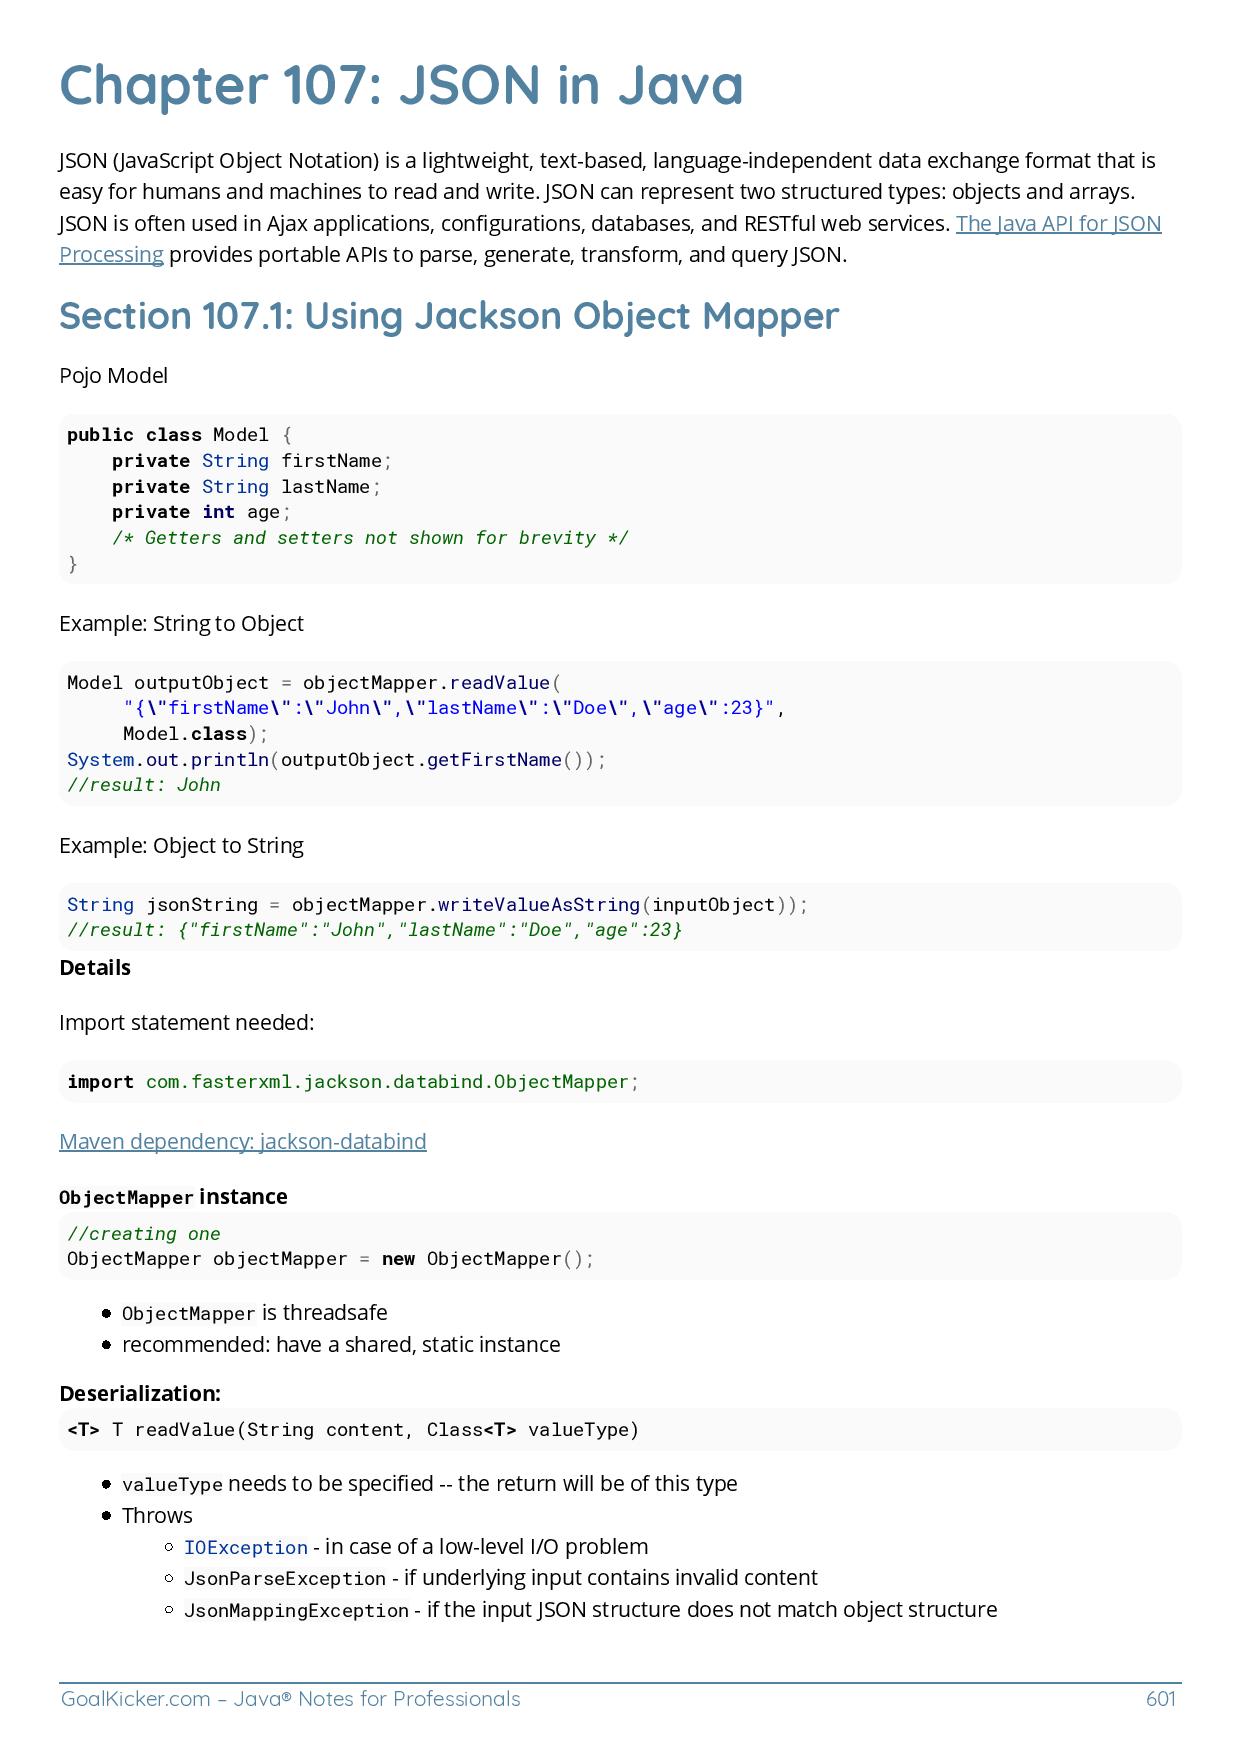 Chapter 107: JSON in Java
JSON (JavaScript Object Notation) is a lightweight, text-based, language-independent data exchange format that is
easy for humans and machines to read and write. JSON can represent two structured types: objects and arrays.
JSON is often used in Ajax applications, configurations, databases, and RESTful web services. The Java API for JSON
Processing provides portable APIs to parse, generate, transform, and query JSON.
Section 107.1: Using Jackson Object Mapper
Pojo Model
public class Model {
    private String firstName;
    private String lastName;
    private int age;
    /* Getters and setters not shown for brevity */
}
Example: String to Object
Model outputObject = objectMapper.readValue(
     "{\"firstName\":\"John\",\"lastName\":\"Doe\",\"age\":23}",
     Model.class);
System.out.println(outputObject.getFirstName());
//result: John
Example: Object to String
String jsonString = objectMapper.writeValueAsString(inputObject));
//result: {"firstName":"John","lastName":"Doe","age":23}
Details
Import statement needed:
import com.fasterxml.jackson.databind.ObjectMapper;
Maven dependency: jackson-databind
ObjectMapper instance
//creating one
ObjectMapper objectMapper = new ObjectMapper();
● ObjectMapper is threadsafe
● recommended: have a shared, static instance
Deserialization:
<T> T readValue(String content, Class<T> valueType)
● valueType needs to be specified -- the return will be of this type
● Throws
○ IOException - in case of a low-level I/O problem
○ JsonParseException - if underlying input contains invalid content
○ JsonMappingException - if the input JSON structure does not match object structure
GoalKicker.com – Java® Notes for Professionals 601